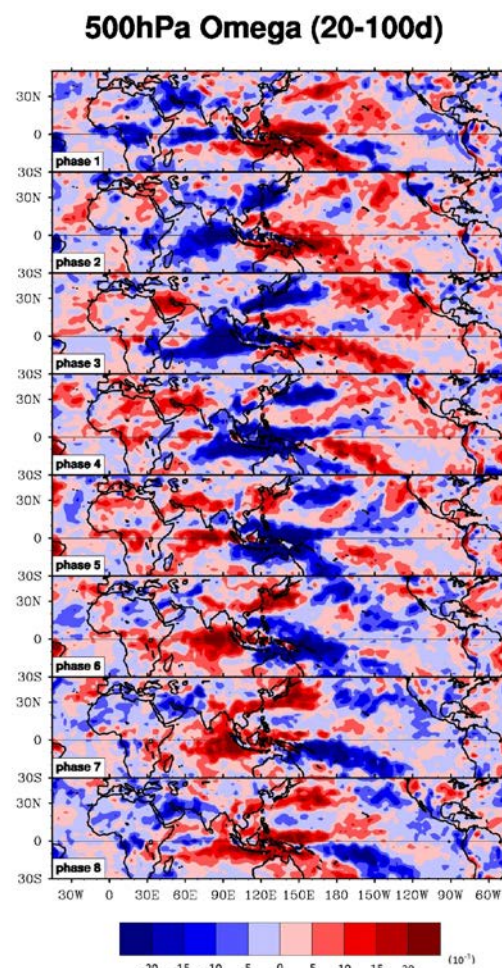 500hPa Omega (20-100d)
30N
0
phase 1
30S
30N
0
phase 2
30S
30N
0
phase 3
30S
30N
0
phase 4
30S
30N
0
phase 5
30S
30N
0
phase 6
30S
30N
0
phase 7
30S
30N
0
phase 8
30S
30W 0 30E 60E 90E 120E 150E 180 150W 120W 90W 60W
-20 -15 -10 -5 0 5 10 15 20